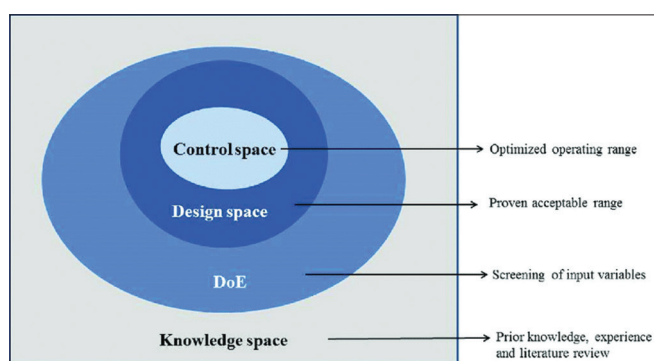 Control space
Optimized operating range
Design space
Proven acceptable range
DoE
Screening of input variables
Knowledge space
Prior knowledge, experience
and literature review